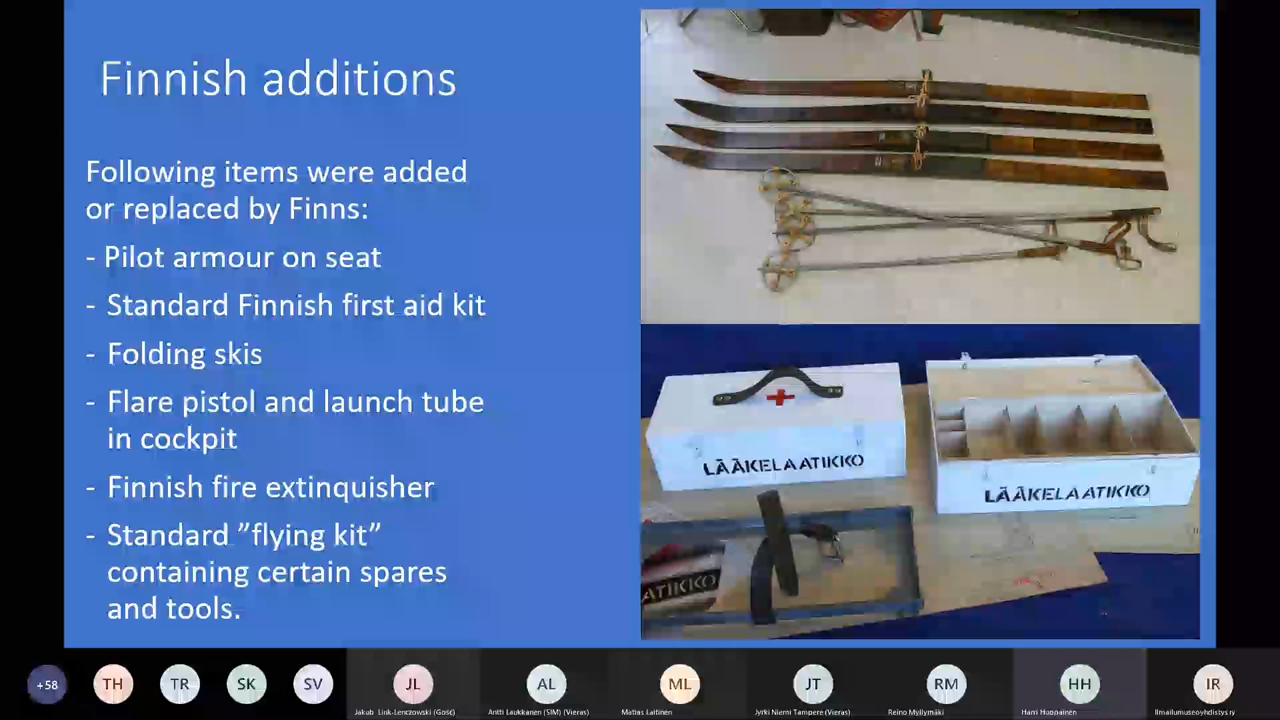 Finnish additions
Following items were added
or replaced by Finns:
- Pilot armour on seat
- Standard Finnish first aid kit
- Folding skis
- Flare pistol and launch tube
in cockpit
- Finnish fire extinquisher
- Standard ”flying kit”
containing certain spares
and tools.
LÄÄKELAATIKKO
LÄÄKELAATIKKO
ATIKKO
+58
TH
TR
SK
SV
JL
AL
ML
JT
RM
HH
IR
Jakub Link-Lenczowski (Gość)
Antti Laukkanen (SIM) (Vieras)
Matias Laitinen
Jyrki Niemi Tampere (Vieras)
Reino Myllymäki
Harri Huopainen
Ilmailumuseoyhdistys ry